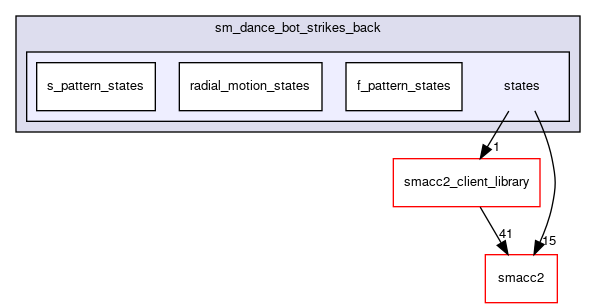 sm_dance_bot_strikes_back
s_pattern_states
radial_motion_states
f_pattern_states
states
1
smacc2_client_library
41
15
smacc2